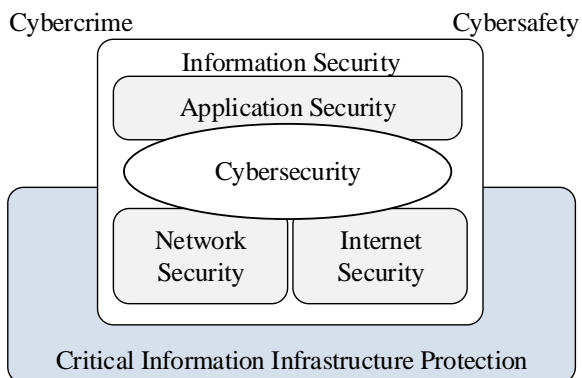 Cybercrime
Cybersafety
Information Security
Application Security
Cybersecurity
Network
Security
Internet
Security
Critical Information Infrastructure Protection